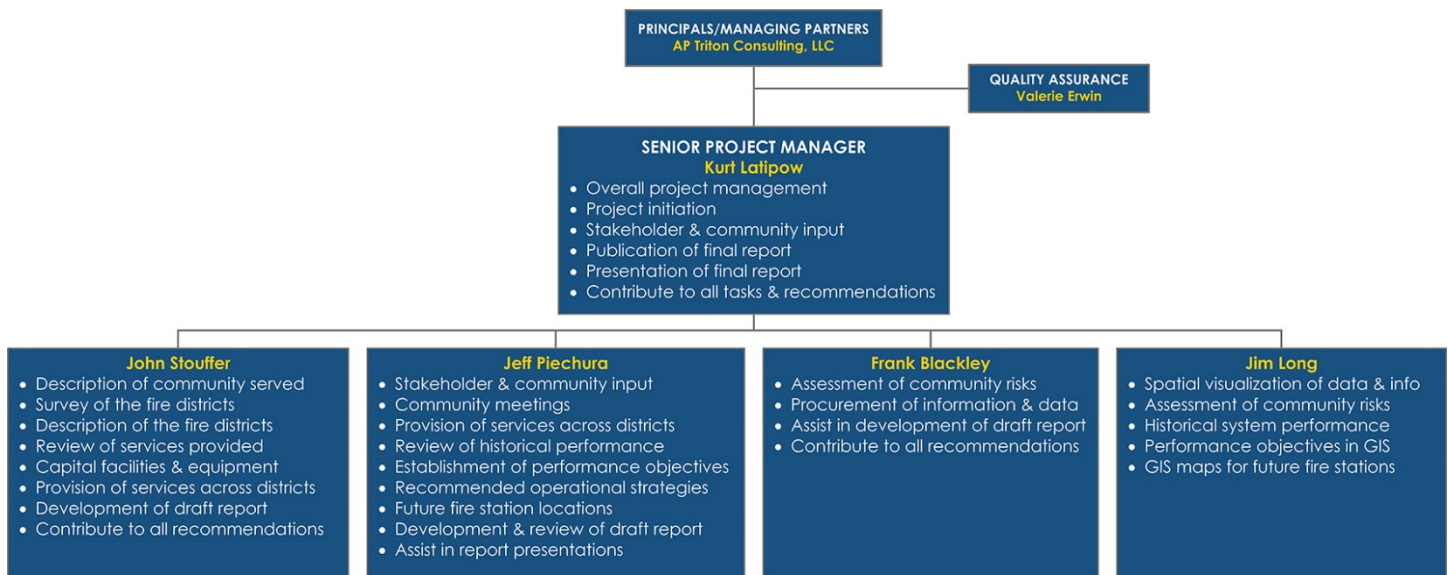 PRINCIPALS/MANAGING PARTNERS
AP Triton Consulting, LLC
QUALITY ASSURANCE
Valerie Erwin
SENIOR PROJECT MANAGER
Kurt Latipow
• Overall project management
• Project initiation
• Stakeholder & community input
• Publication of final report
• Presentation of final report
• Contribute to all tasks & recommendations
John Stouffer
• Description of community served
• Survey of the fire districts
• Description of the fire districts
• Review of services provided
• Capital facilities & equipment
• Provision of services across districts
• Development of draft report
• Contribute to all recommendations
Jeff Piechura
• Stakeholder & community input
• Community meetings
• Provision of services across districts
• Review of historical performance
• Establishment of performance objectives
• Recommended operational strategies
• Future fire station locations
• Development & review of draft report
• Assist in report presentations
Frank Blackley
• Assessment of community risks
• Procurement of information & data
• Assist in development of draft report
• Contribute to all recommendations
Jim Long
• Spatial visualization of data & info
• Assessment of community risks
• Historical system performance
• Performance objectives in GIS
• GIS maps for future fire stations